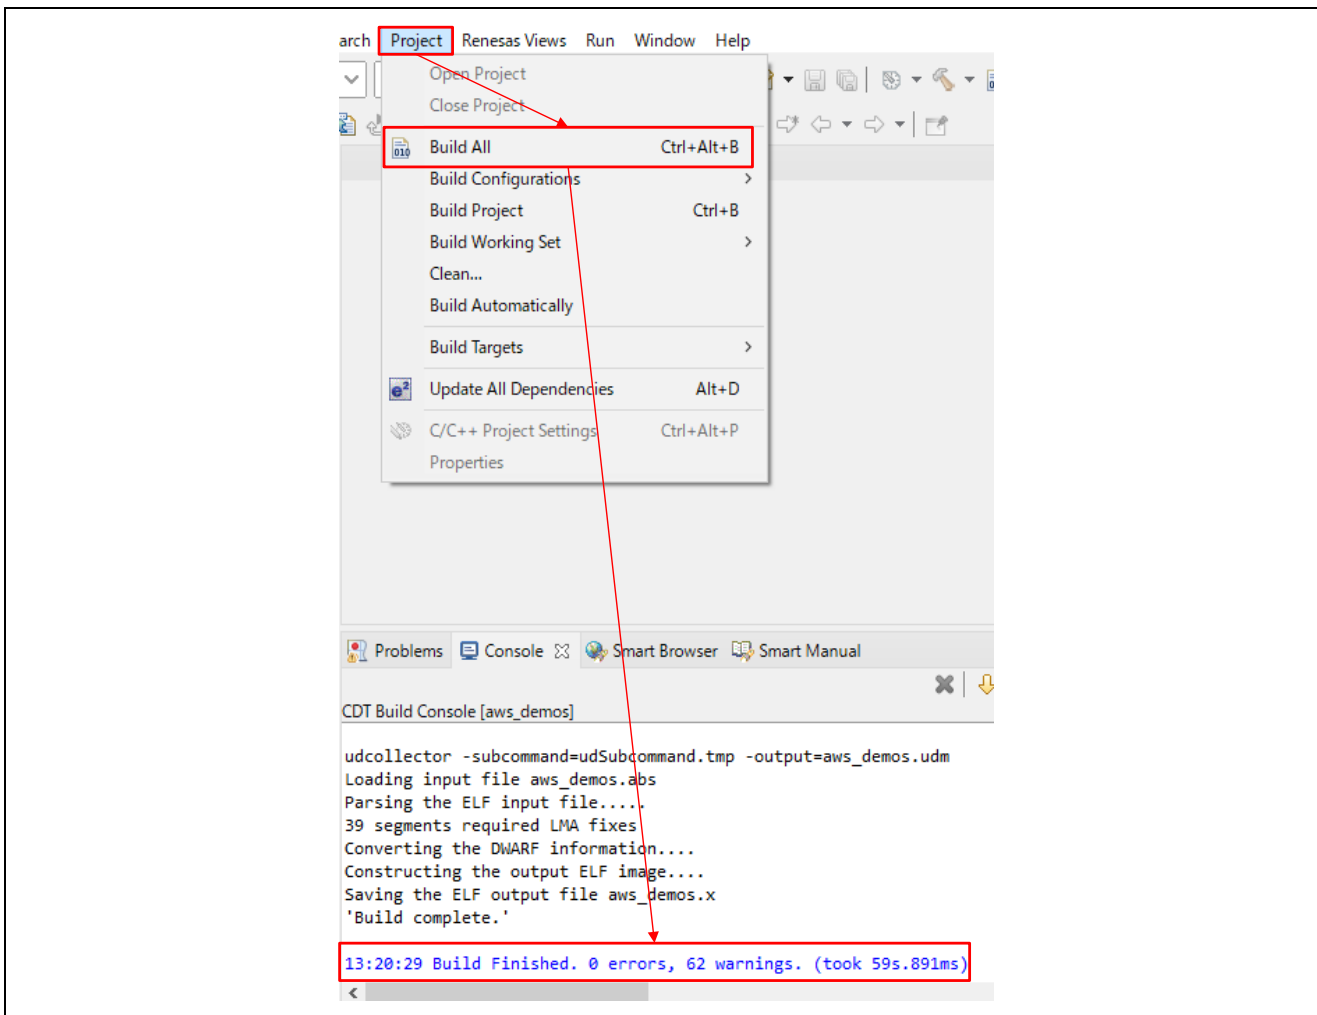 arch Project Renesas Views Run Window Help
Open Project
Close Project
010 Build All Ctrl+Alt+B
Build Configurations >
Build Project Ctrl+B
Build Working Set >
Clean...
Build Automatically
Build Targets >
e² Update All Dependencies Alt+D
C/C++ Project Settings Ctrl+Alt+P
Properties
Problems Console Smart Browser Smart Manual
CDT Build Console [aws_demos]
udcollector -subcommand=udSubcommand.tmp -output=aws_demos.udm
Loading input file aws_demos.abs
Parsing the ELF input file.....
39 segments required LMA fixes
Converting the DWARF information....
Constructing the output ELF image....
Saving the ELF output file aws_demos.x
'Build complete.'
13:20:29 Build Finished. 0 errors, 62 warnings. (took 59s.891ms)